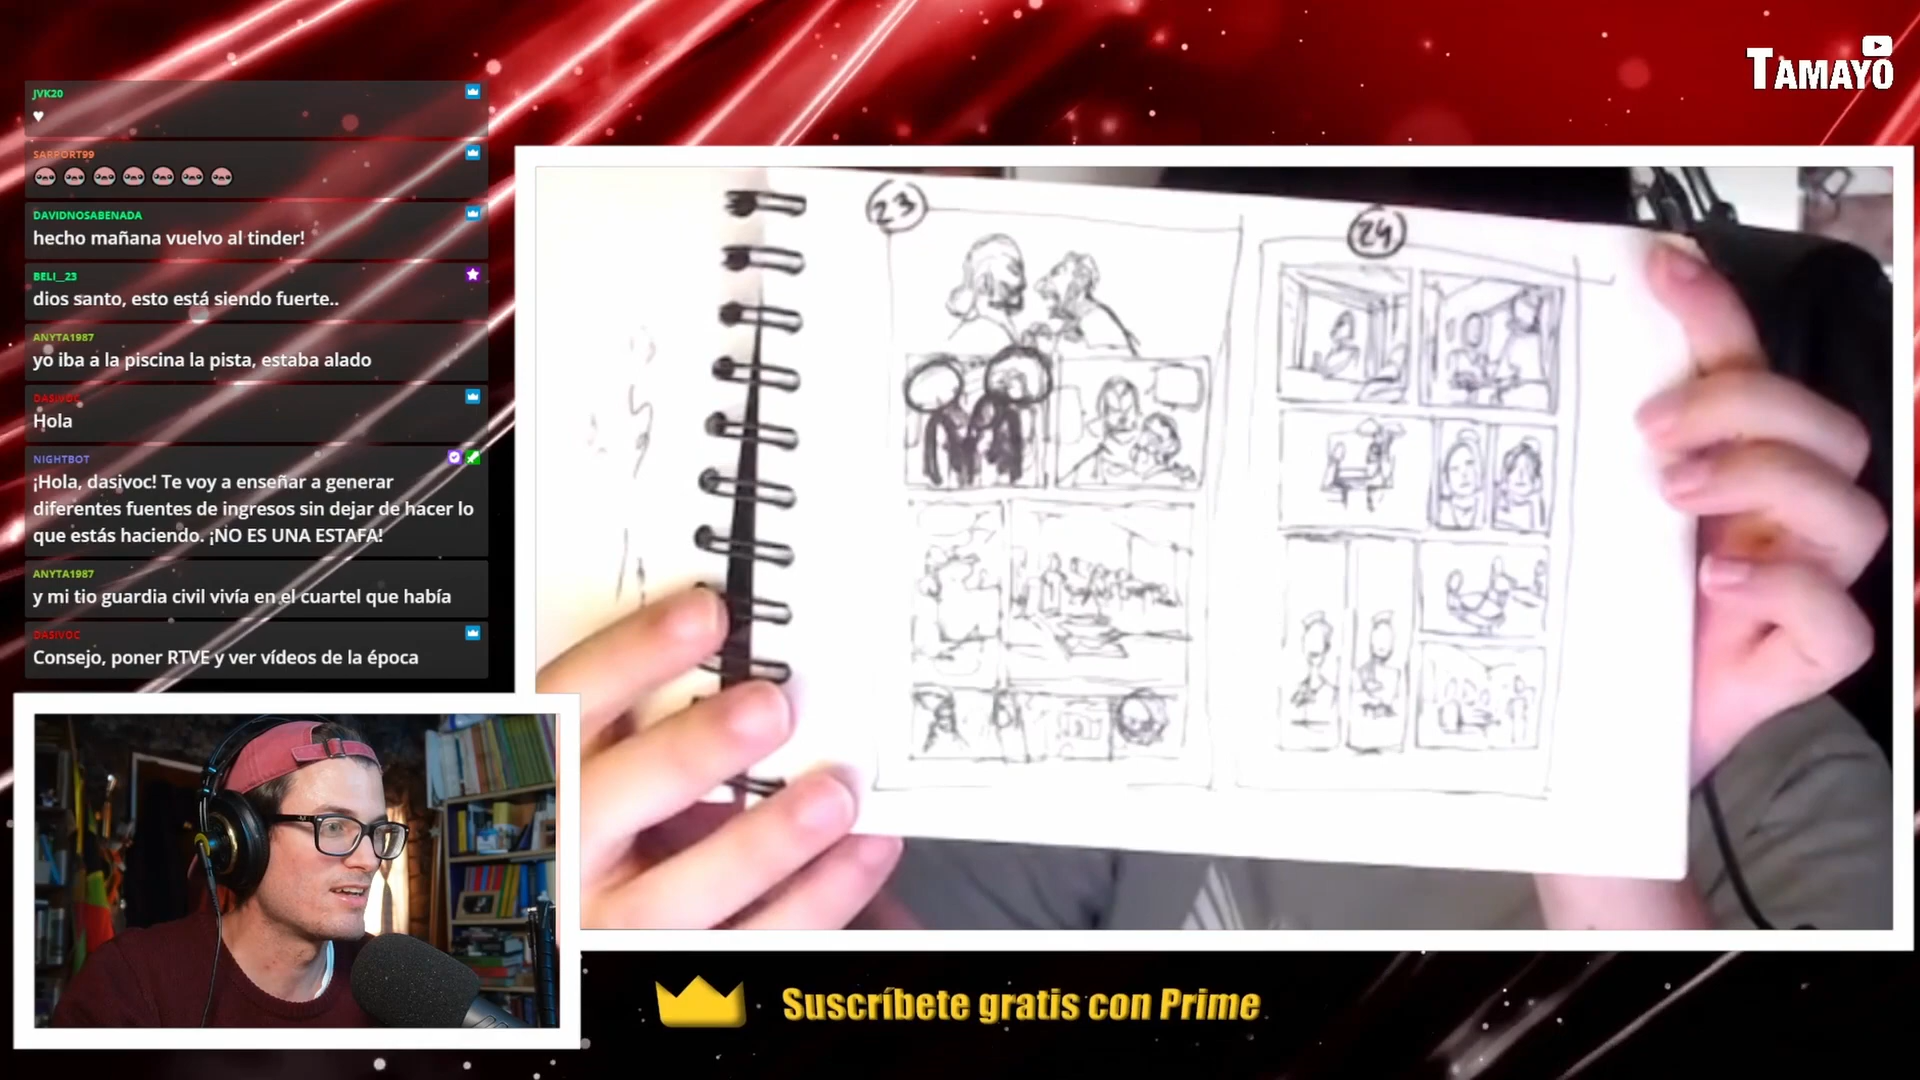 TAMAYO
JVK20
♥
SAPPORT99
DAVIDNOSABENADA
hecho mañana vuelvo al tinder!
BELI_23
dios santo, esto está siendo fuerte..
ANYTA1987
yo iba a la piscina la pista, estaba alado
DASIVOC
Hola
NIGHTBOT
¡Hola, dasivoc! Te voy a enseñar a generar
diferentes fuentes de ingresos sin dejar de hacer lo
que estás haciendo. ¡NO ES UNA ESTAFA!
ANYTA1987
y mi tio guardia civil vivía en el cuartel que había
DASIVOC
Consejo, poner RTVE y ver vídeos de la época
23
24
Suscríbete gratis con Prime